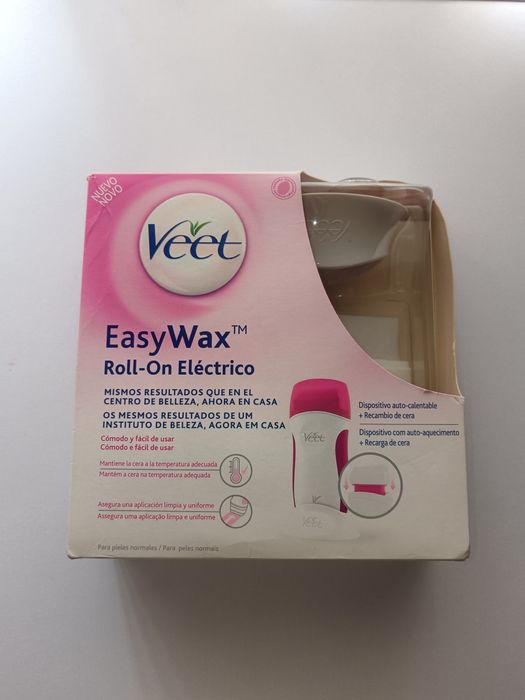 NUEVO
NOVO
Veet
Veet
EasyWax™
Roll-On Eléctrico
MISMOS RESULTADOS QUE EN EL
CENTRO DE BELLEZA, AHORA EN CASA
OS MESMOS RESULTADOS DE UM
INSTITUTO DE BELEZA, AGORA EM CASA
Cómodo y fácil de usar
Cômodo e fácil de usar
Mantiene la cera a la temperatura adecuada
Mantém a cera na temperatura adequada
Asegura una aplicación limpia y uniforme
Assegura uma aplicação limpa e uniforme
Para pieles normales / Para peles normais
Veet
Dispositivo auto-calentable
+ Recambio de cera
Dispositivo com auto-aquecimento
+ Recarga de cera